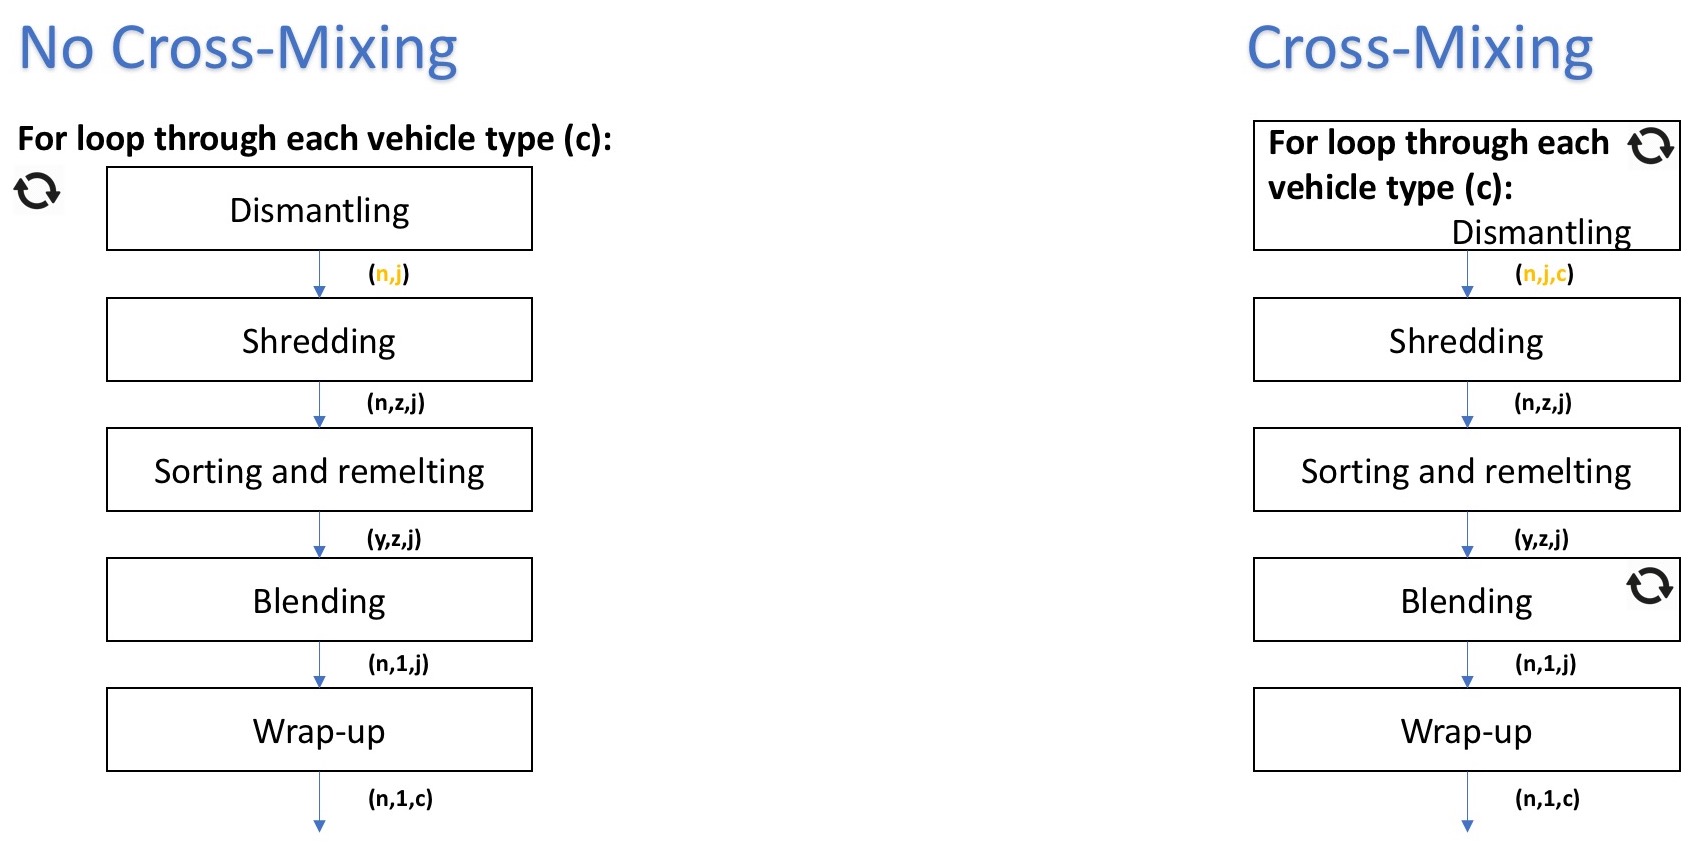 No Cross-Mixing
For loop through each vehicle type (c):
Dismantling
(n,j)
Shredding
(n,z,j)
Sorting and remelting
(y,z,j)
Blending
(n,1,j)
Wrap-up
(n,1,c)
Cross-Mixing
For loop through each
vehicle type (c):
Dismantling
(n,j,c)
Shredding
(n,z,j)
Sorting and remelting
(y,z,j)
Blending
(n,1,j)
Wrap-up
(n,1,c)